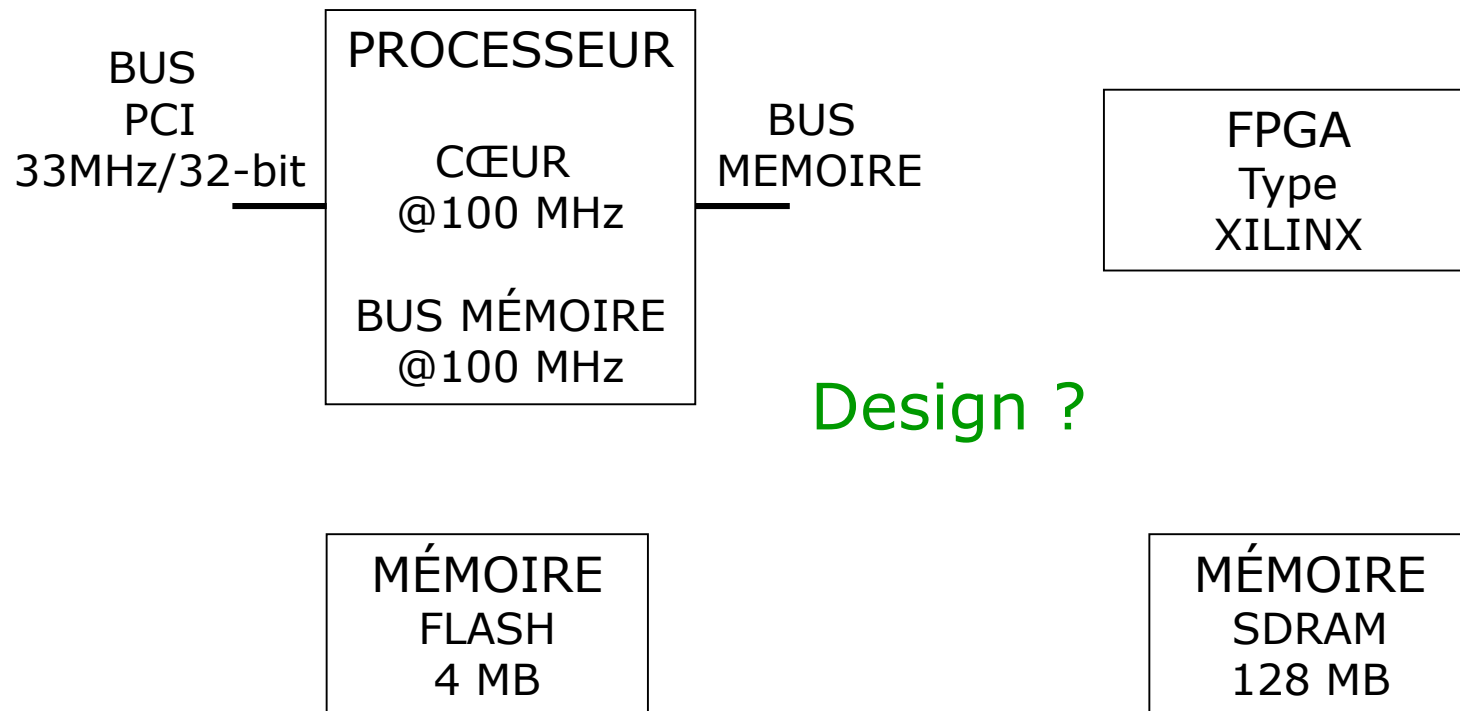 BUS
PCI
33MHz/32-bit
PROCESSEUR
CŒUR
@100 MHz
BUS MÉMOIRE
@100 MHz
BUS
MEMOIRE
FPGA
Type
XILINX
Design ?
MÉMOIRE
FLASH
4 MB
MÉMOIRE
SDRAM
128 MB